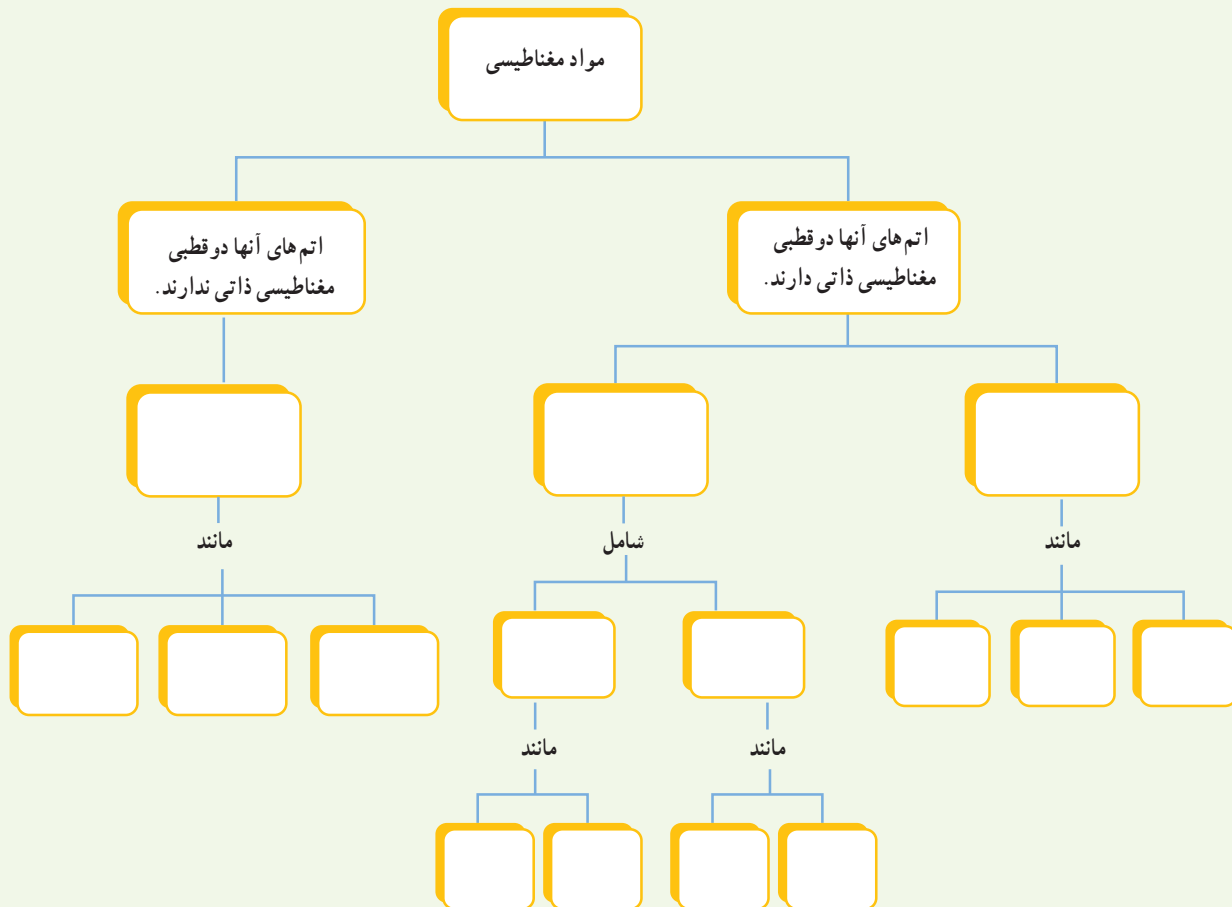 مواد مغناطیسی
اتم‌های آنها دوقطبی
مغناطیسی ذاتی دارند.
اتم‌های آنها دوقطبی
مغناطیسی ذاتی ندارند.
مانند
شامل
مانند
مانند
مانند